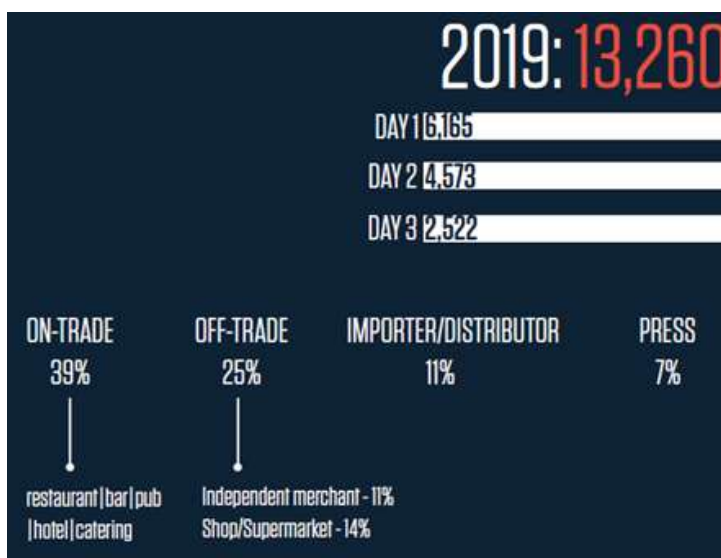 2019: 13,260
DAY 1 6,165
DAY 2 4,573
DAY 3 2,522
ON-TRADE OFF-TRADE IMPORTER/DISTRIBUTOR PRESS
39% 25% 11% 7%
restaurant|bar|pub
|hotel|catering
Independent merchant - 11%
Shop/Supermarket - 14%